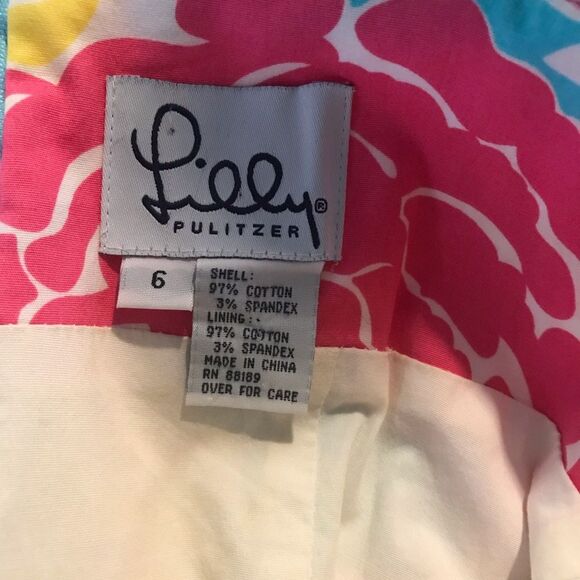 Lilly®
PULITZER
6
SHELL:
97% COTTON
3% SPANDEX
LINING:
97% COTTON
3% SPANDEX
MADE IN CHINA
RN 88189
OVER FOR CARE